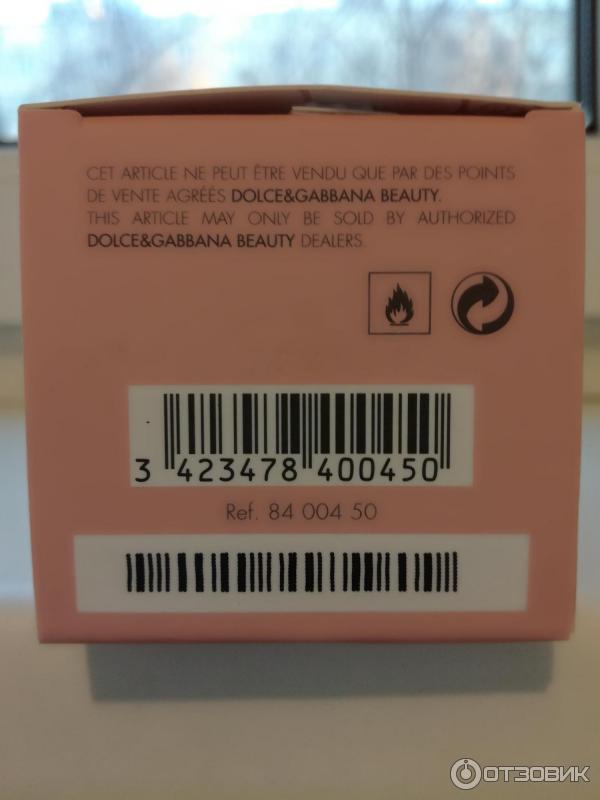 CET ARTICLE NE PEUT ÊTRE VENDU QUE PAR DES POINTS
DE VENTE AGRÉÉS DOLCE&GABBANA BEAUTY.
THIS ARTICLE MAY ONLY BE SOLD BY AUTHORIZED
DOLCE&GABBANA BEAUTY DEALERS.
3 423478 400450
Ref. 84 004 50
ОТЗОВИК